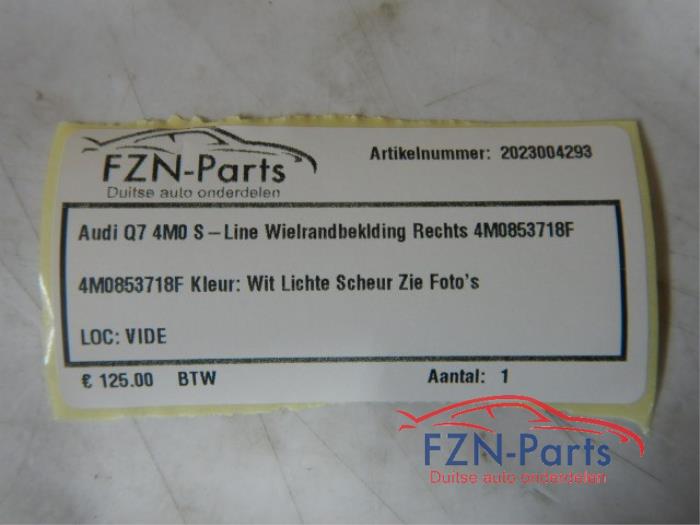 FZN-Parts
Duitse auto onderdelen
Artikelnummer: 2023004293
Audi Q7 4M0 S-Line Wielrandbeklding Rechts 4M0853718F
4M0853718F Kleur: Wit Lichte Scheur Zie Foto's
LOC: VIDE
€ 125.00 BTW
Aantal: 1
FZN-Parts
Duitse auto onderdelen